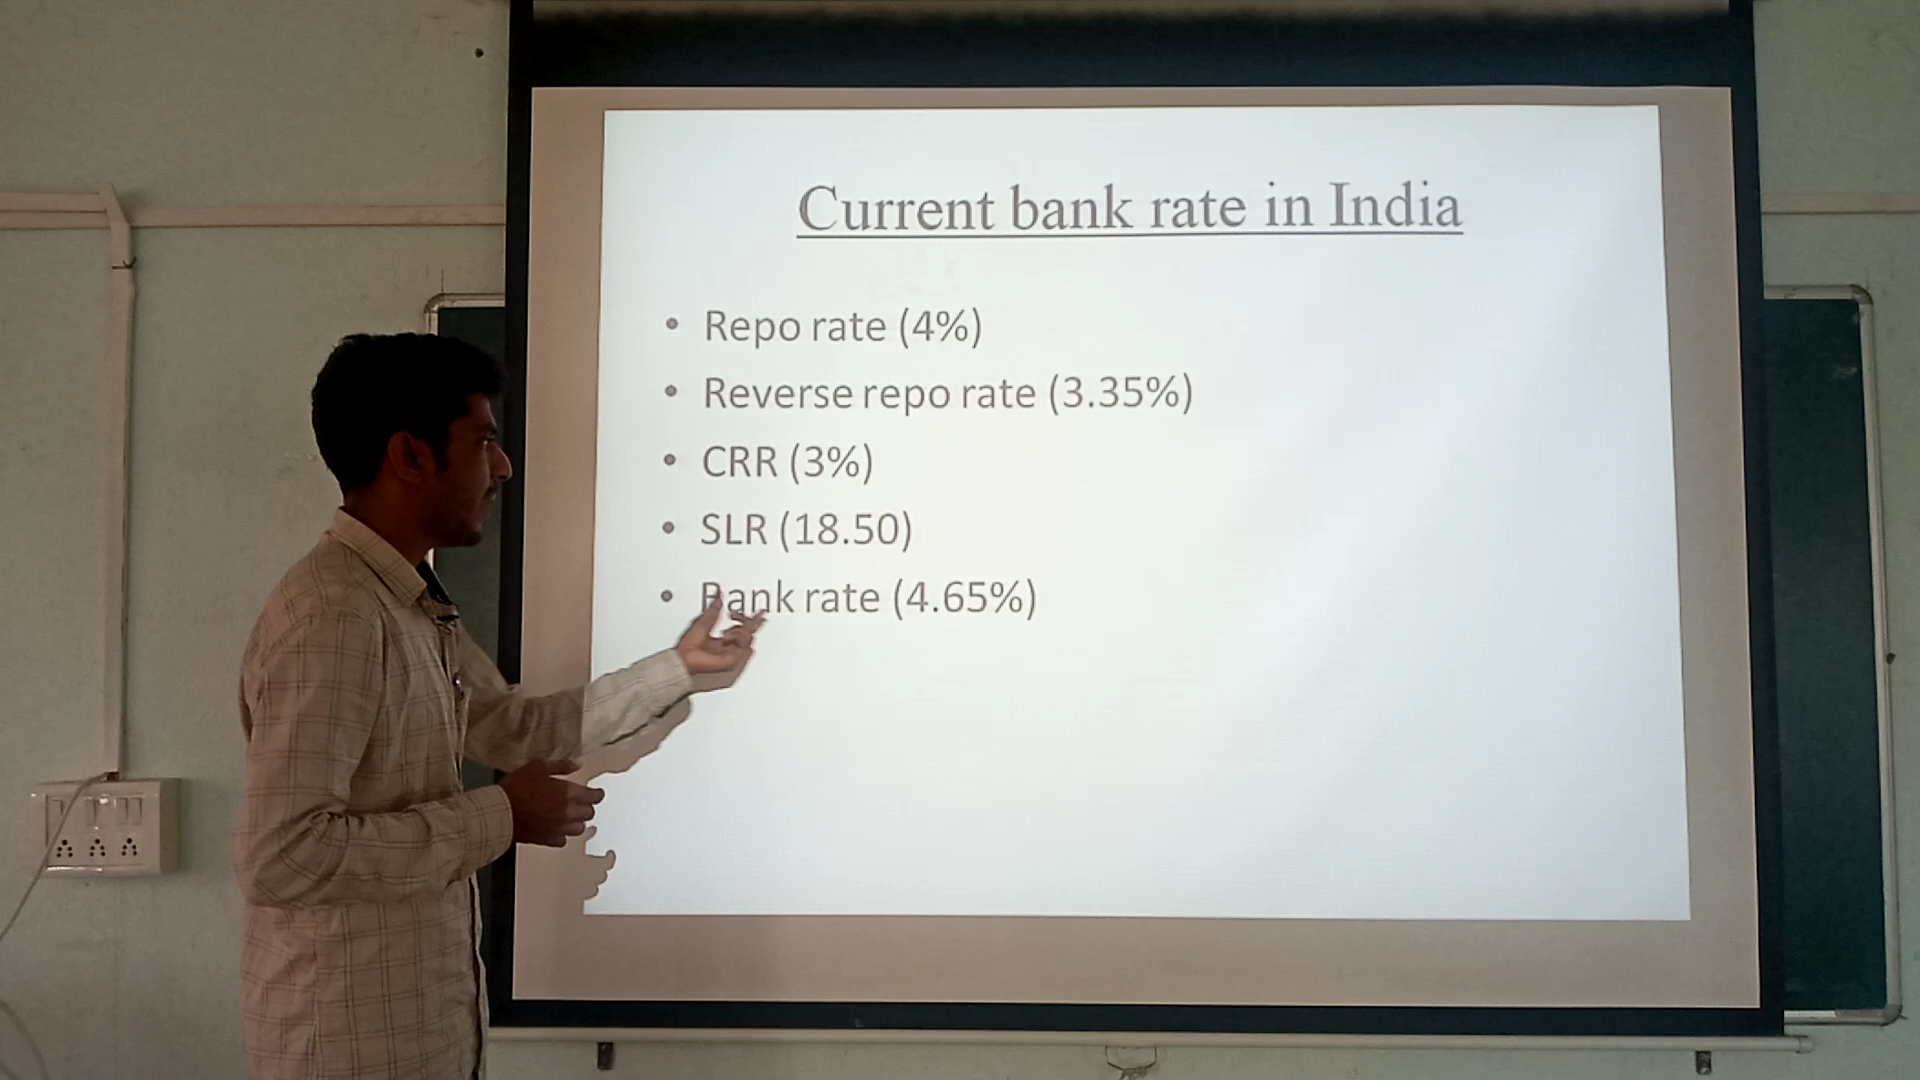 Current bank rate in India
• Repo rate (4%)
• Reverse repo rate (3.35%)
• CRR (3%)
• SLR (18.50)
• Bank rate (4.65%)